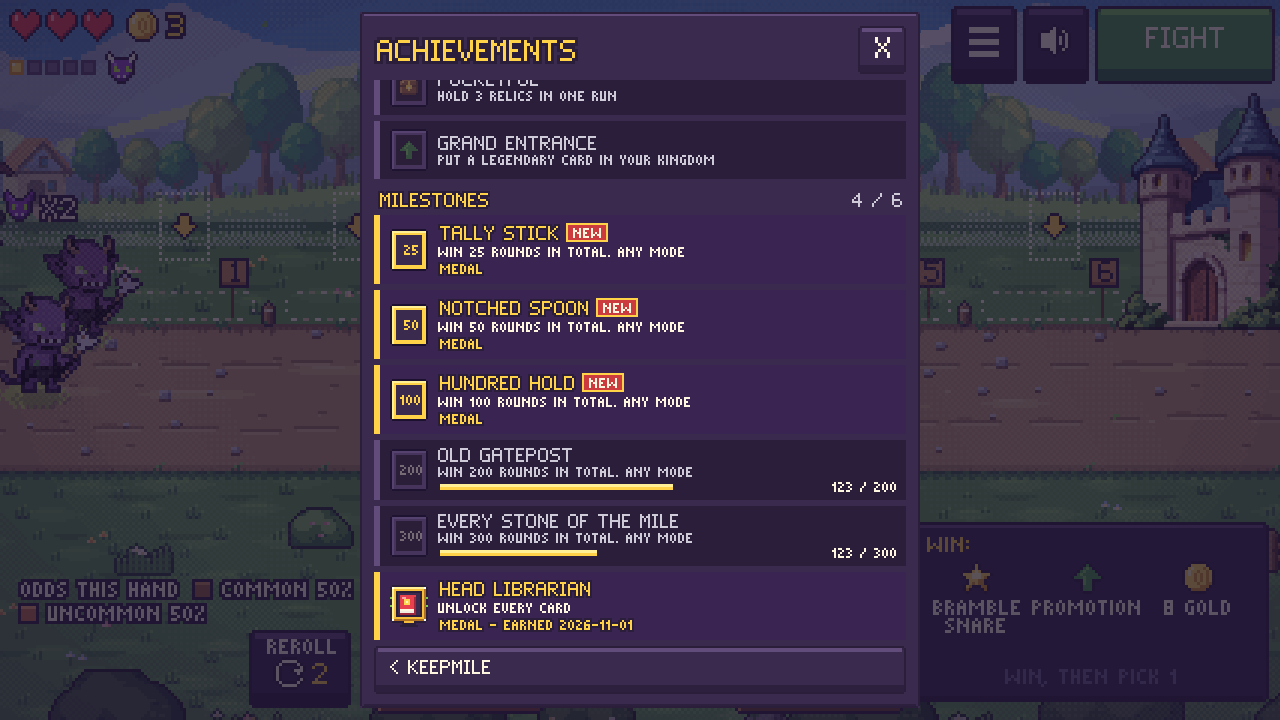 3
ACHIEVEMENTS
X
FIGHT
HOLD 3 RELICS IN ONE RUN
GRAND ENTRANCE
PUT A LEGENDARY CARD IN YOUR KINGDOM
MILESTONES 4 / 6
X2
25
TALLY STICK NEW
WIN 25 ROUNDS IN TOTAL. ANY MODE
MEDAL
1
5
6
50
NOTCHED SPOON NEW
WIN 50 ROUNDS IN TOTAL. ANY MODE
MEDAL
100
HUNDRED HOLD NEW
WIN 100 ROUNDS IN TOTAL. ANY MODE
MEDAL
200
OLD GATEPOST
WIN 200 ROUNDS IN TOTAL. ANY MODE
123 / 200
300
EVERY STONE OF THE MILE
WIN 300 ROUNDS IN TOTAL. ANY MODE
123 / 300
HEAD LIBRARIAN
UNLOCK EVERY CARD
MEDAL - EARNED 2026-11-01
< KEEPMILE
ODDS THIS HAND COMMON 50%
UNCOMMON 50%
REROLL
2
WIN:
BRAMBLE SNARE
PROMOTION
8 GOLD
WIN, THEN PICK 1